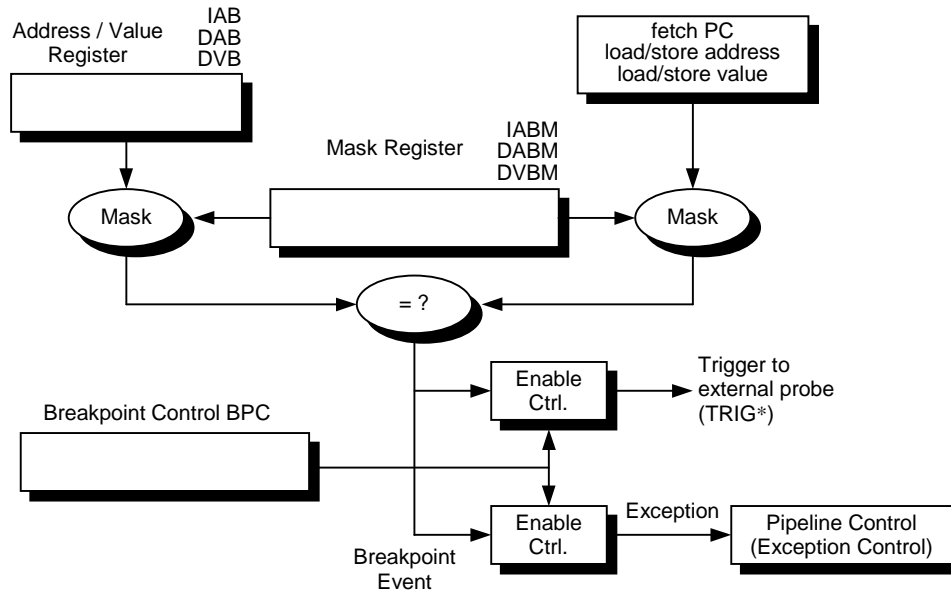 Address / Value
Register
IAB
DAB
DVB
fetch PC
load/store address
load/store value
Mask Register
IABM
DABM
DVBM
Mask
Mask
= ?
Enable
Ctrl.
Trigger to
external probe
(TRIG*)
Breakpoint Control BPC
Enable
Ctrl.
Exception
Pipeline Control
(Exception Control)
Breakpoint
Event